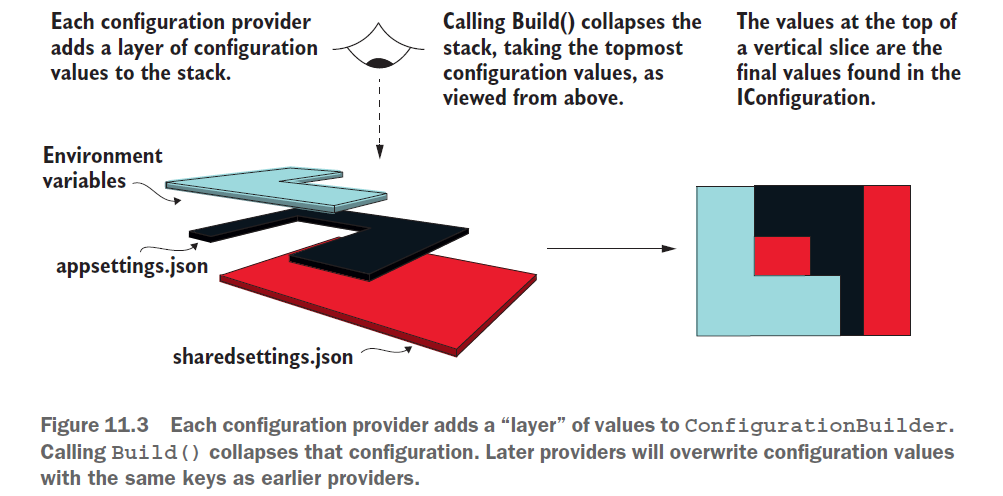 Each configuration provider
adds a layer of configuration
values to the stack.
Calling Build() collapses the
stack, taking the topmost
configuration values, as
viewed from above.
The values at the top of
a vertical slice are the
final values found in the
IConfiguration.
Environment
variables
appsettings.json
sharedsettings.json
Figure 11.3 Each configuration provider adds a “layer” of values to ConfigurationBuilder.
Calling Build() collapses that configuration. Later providers will overwrite configuration values
with the same keys as earlier providers.